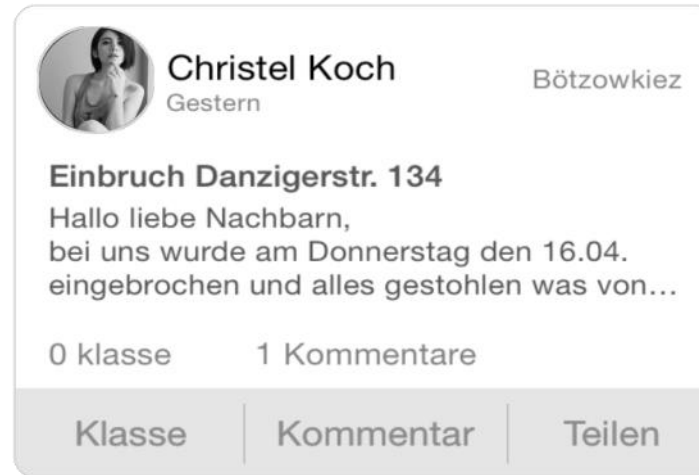 Christel Koch
Gestern
Bötzowkiez
Einbruch Danzigerstr. 134
Hallo liebe Nachbarn,
bei uns wurde am Donnerstag den 16.04.
eingebrochen und alles gestohlen was von...
0 klasse 1 Kommentare
Klasse Kommentar Teilen